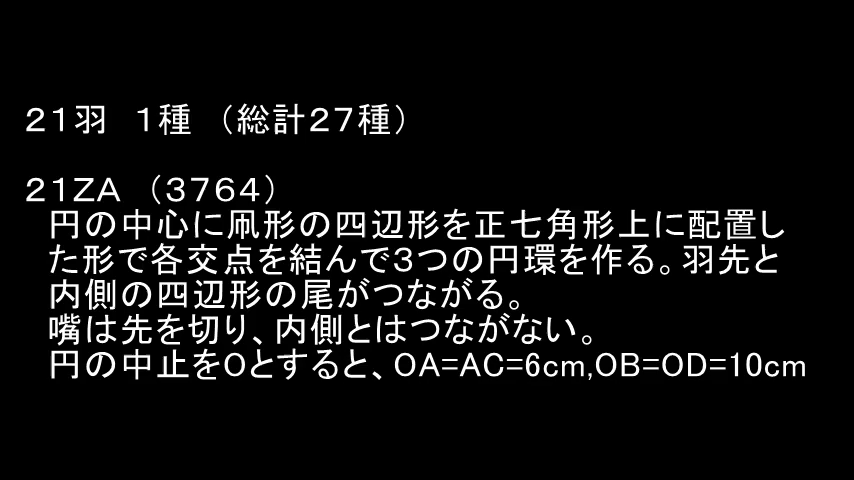 ２１羽　１種　（総計２７種）
２１ZA　（３７６４）
円の中心に凧形の四辺形を正七角形上に配置し
た形で各交点を結んで３つの円環を作る。羽先と
内側の四辺形の尾がつながる。
嘴は先を切り、内側とはつながない。
円の中止をOとすると、OA=AC=6cm,OB=OD=10cm